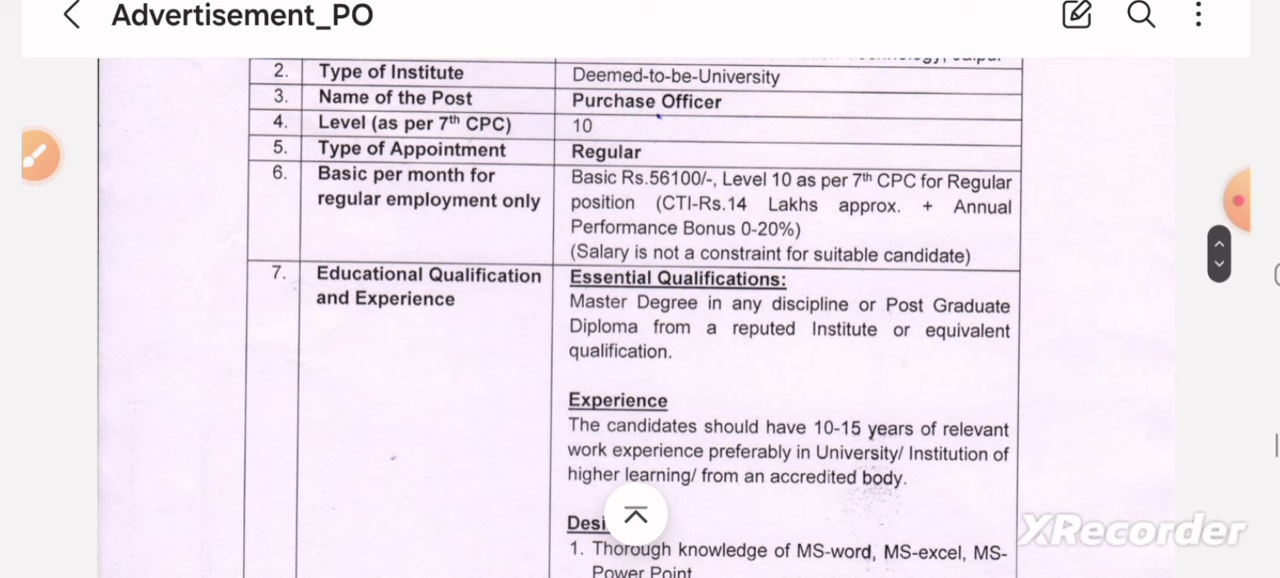 Advertisement_PO
2. Type of Institute Deemed-to-be-University
3. Name of the Post Purchase Officer
4. Level (as per 7th CPC) 10
5. Type of Appointment Regular
6. Basic per month for regular employment only
Basic Rs.56100/-, Level 10 as per 7th CPC for Regular
position (CTI-Rs.14 Lakhs approx. + Annual
Performance Bonus 0-20%)
(Salary is not a constraint for suitable candidate)
7. Educational Qualification
and Experience
Essential Qualifications:
Master Degree in any discipline or Post Graduate
Diploma from a reputed Institute or equivalent
qualification.
Experience
The candidates should have 10-15 years of relevant
work experience preferably in University/ Institution of
higher learning/ from an accredited body.
1. Thorough knowledge of MS-word, MS-excel, MS-
Power Point
XRecorder